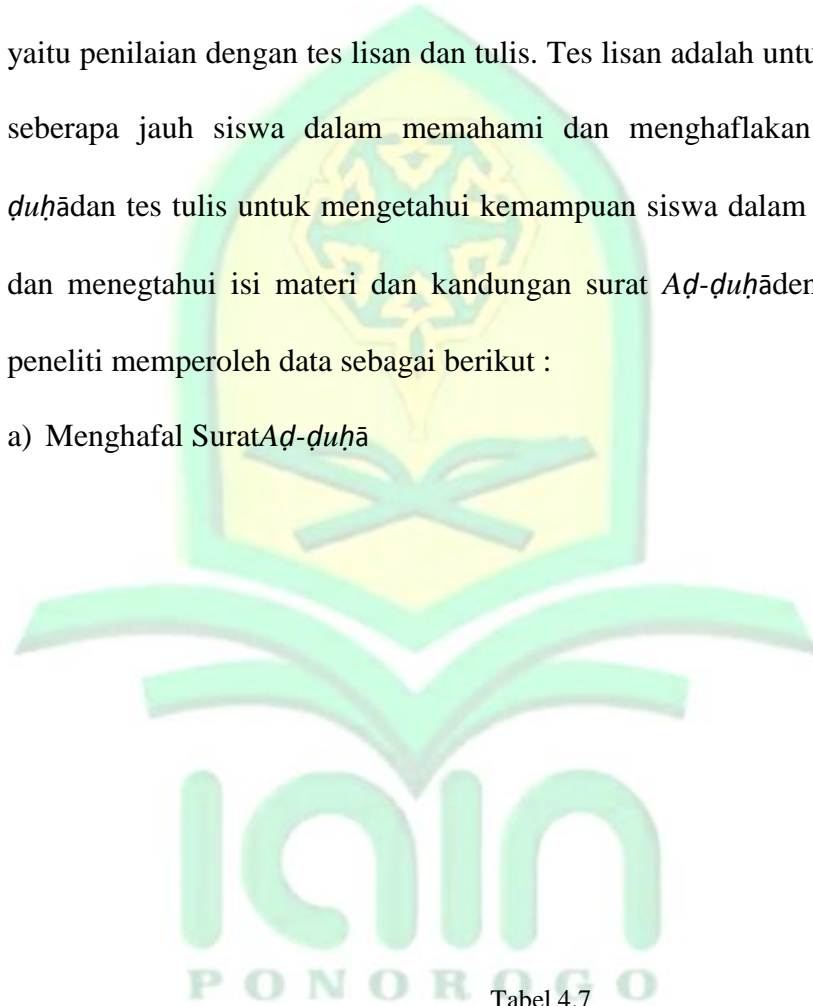 yaitu penilaian dengan tes lisan dan tulis. Tes lisan adalah
seberapa jauh siswa dalam memahami dan menghaflakan
ḍuḥādan tes tulis untuk mengetahui kemampuan siswa dalam
dan menegtahui isi materi dan kandungan surat Aḍ-ḍuḥā
peneliti memperoleh data sebagai berikut :
a) Menghafal SuratAḍ-ḍuḥā
iain
PONOROGO
Tabel 4.7